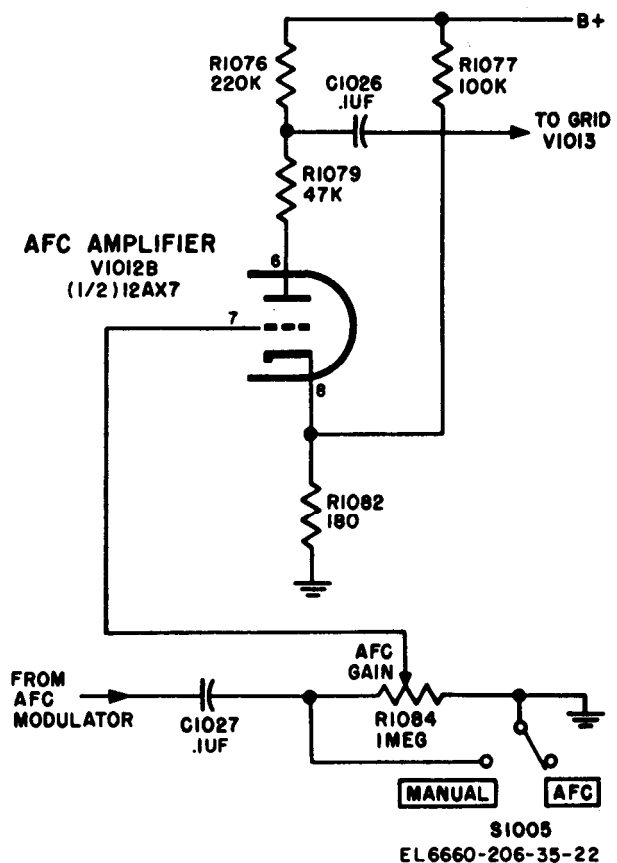 B+
R1076
220K
C1026
.1UF
R1077
100K
TO GRID
V1013
R1079
47K
AFC AMPLIFIER
V1012B
(1/2)12AX7
6
7
8
R1082
180
AFC
GAIN
FROM
AFC
MODULATOR
C1027
.1UF
R1084
1MEG
MANUAL
AFC
S1005
EL6660-206-35-22